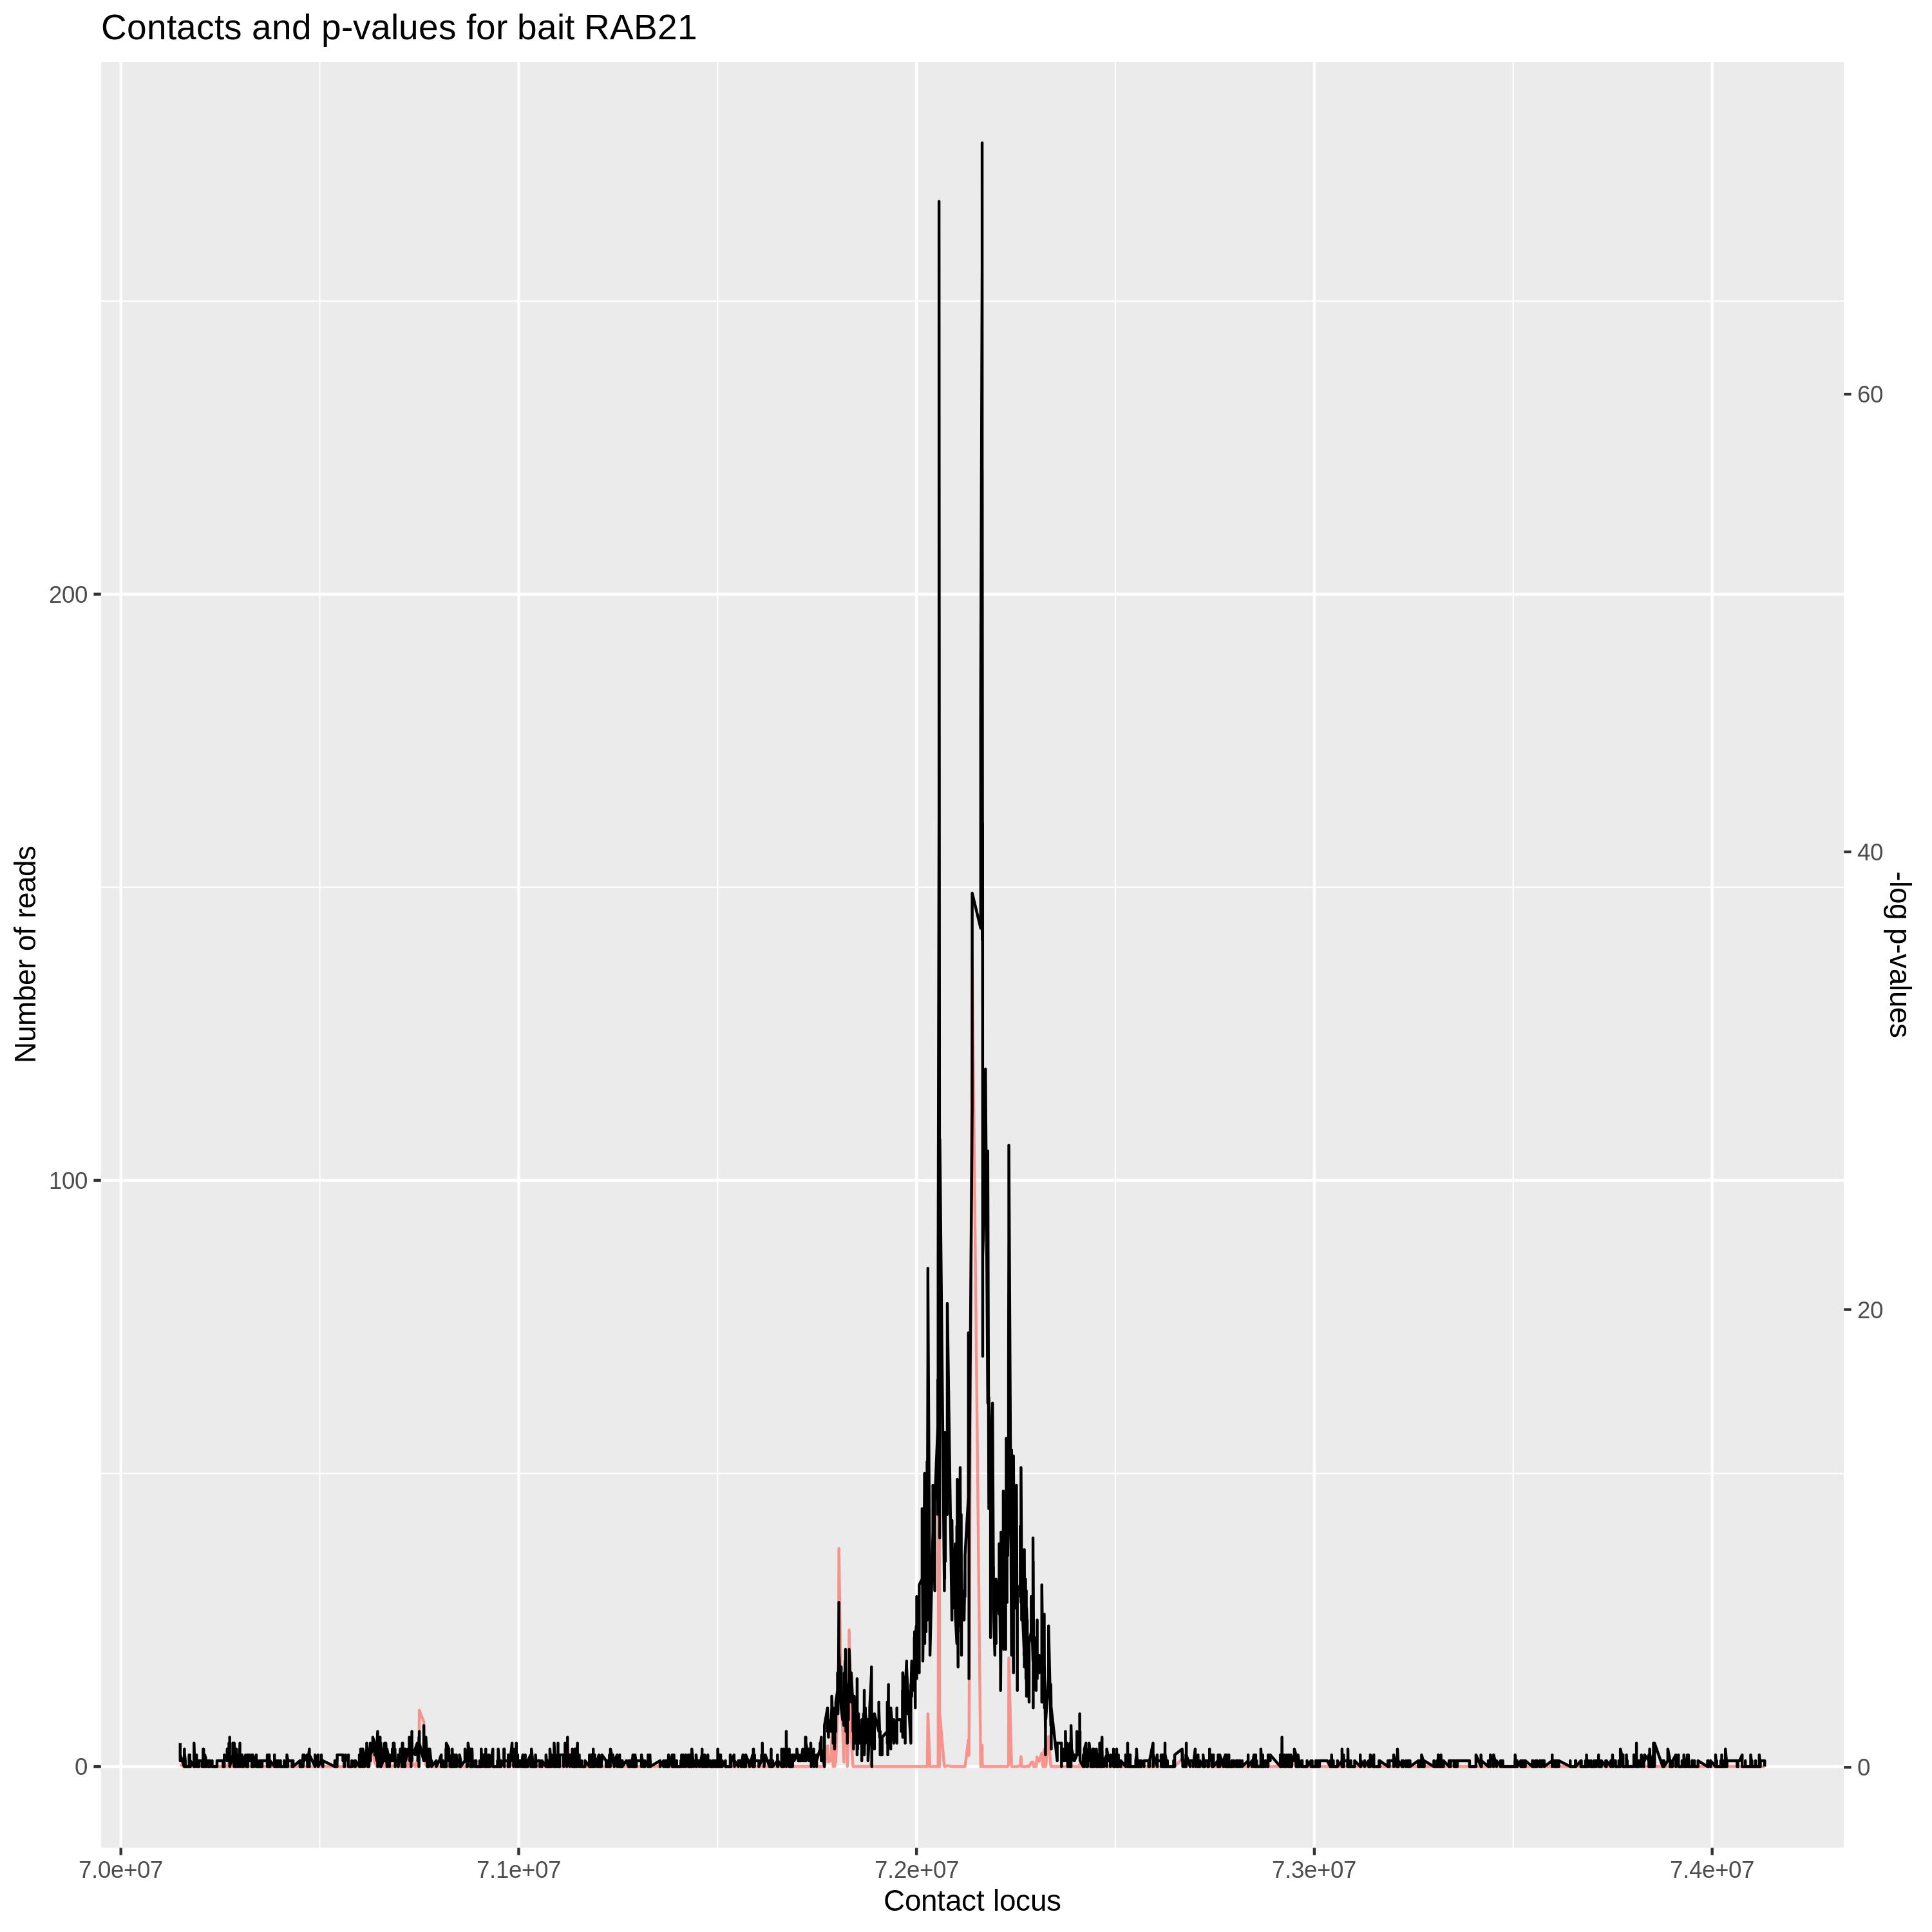 Contacts and p-values for bait RAB21
Number of reads
200
100
0
60
40
20
0
-log p-values
7.0e+07
7.1e+07
7.2e+07
7.3e+07
7.4e+07
Contact locus